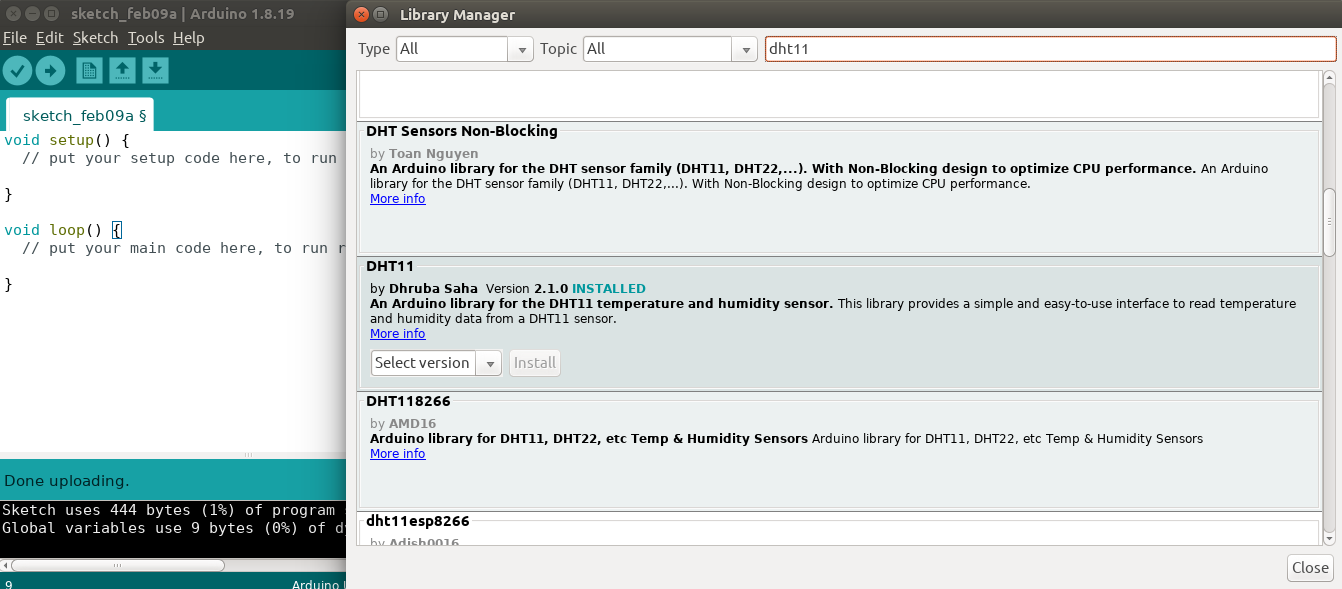 sketch_feb09a | Arduino 1.8.19
File Edit Sketch Tools Help
sketch_feb09a §
void setup() {
// put your setup code here, to run
}
void loop() {
// put your main code here, to run r
}
Done uploading.
Sketch uses 444 bytes (1%) of program
Global variables use 9 bytes (0%) of dy
9
Arduino
Library Manager
Type All Topic All dht11
DHT Sensors Non-Blocking
by Toan Nguyen
An Arduino library for the DHT sensor family (DHT11, DHT22,...). With Non-Blocking design to optimize CPU performance. An Arduino
library for the DHT sensor family (DHT11, DHT22,...). With Non-Blocking design to optimize CPU performance.
More info
DHT11
by Dhruba Saha Version 2.1.0 INSTALLED
An Arduino library for the DHT11 temperature and humidity sensor. This library provides a simple and easy-to-use interface to read temperature
and humidity data from a DHT11 sensor.
More info
Select version Install
DHT118266
by AMD16
Arduino library for DHT11, DHT22, etc Temp & Humidity Sensors Arduino library for DHT11, DHT22, etc Temp & Humidity Sensors
More info
dht11esp8266
by Adish0016
Close